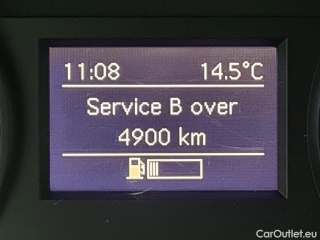 11:08 14.5°C
Service B over
4900 km
CarOutlet.eu